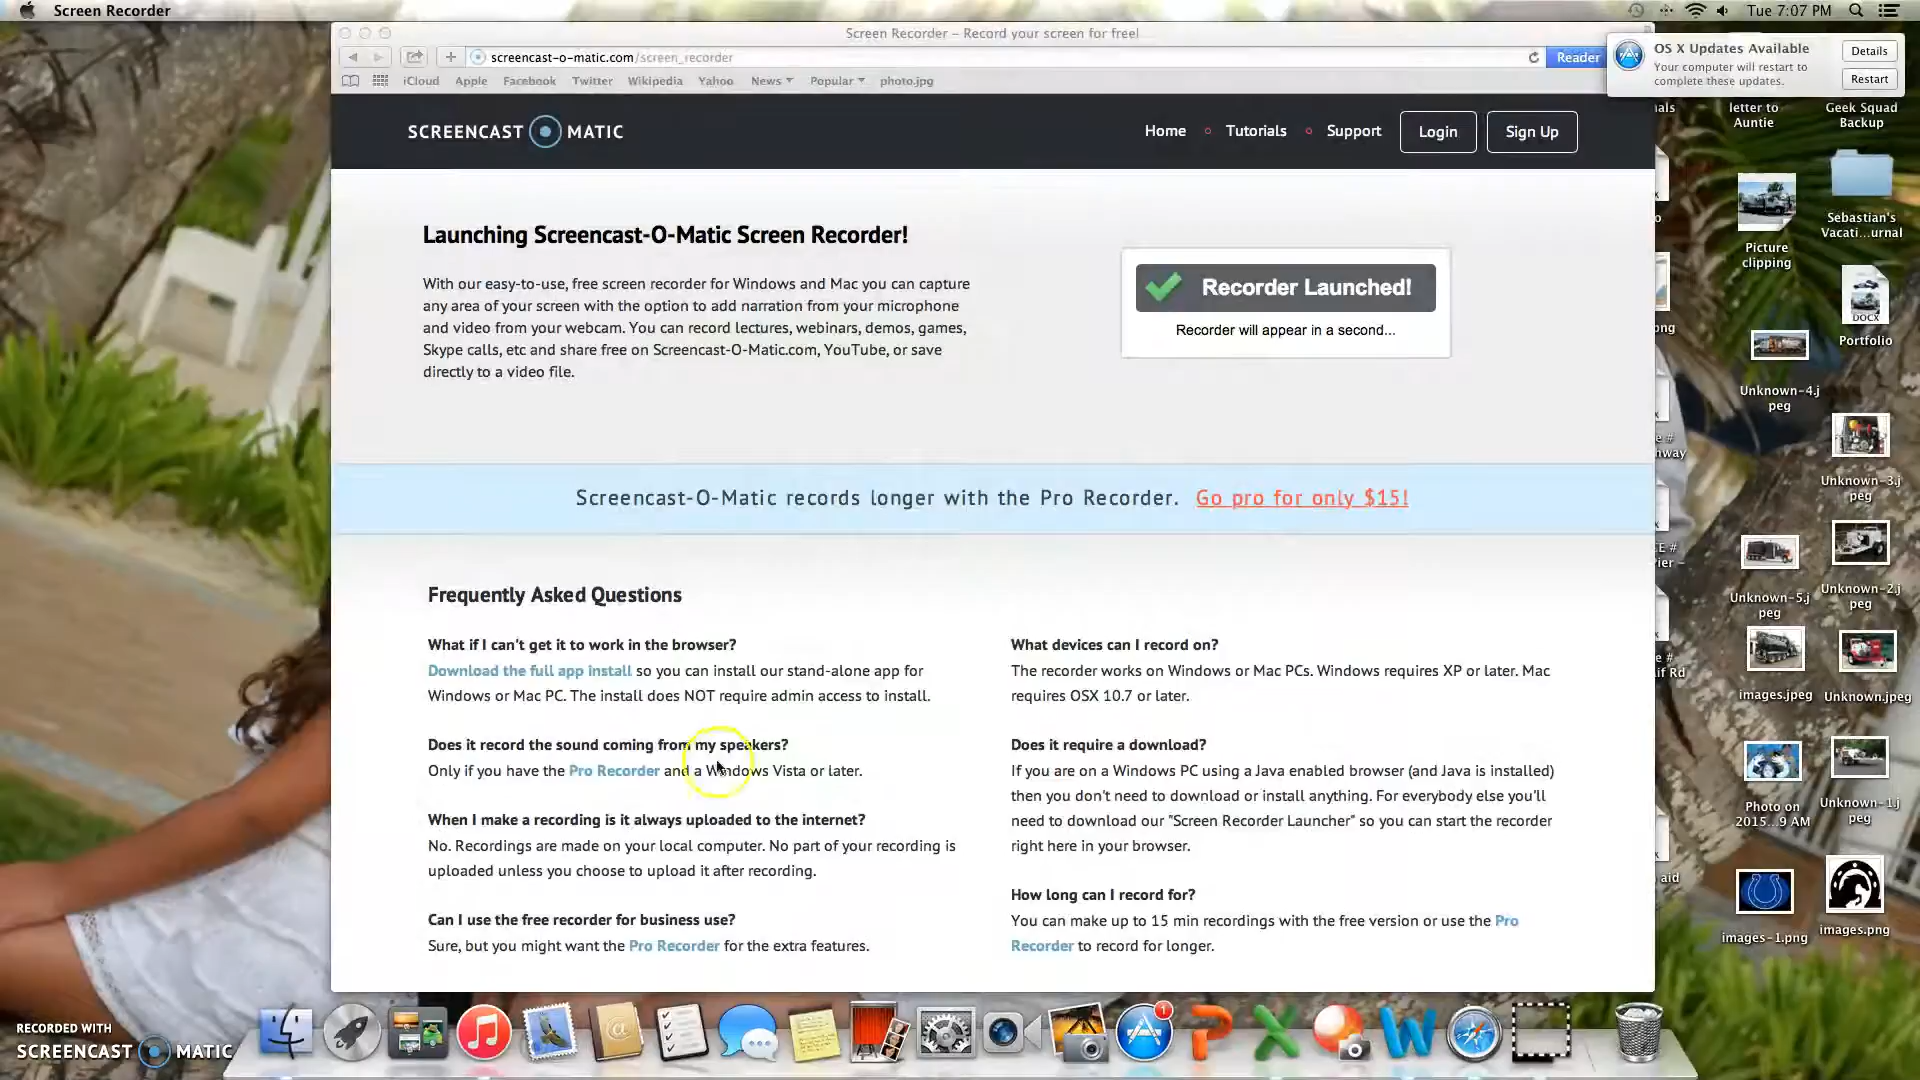 Screen Recorder
Tue 7:07 PM
Screen Recorder – Record your screen for free!
screencast-o-matic.com/screen_recorder
Reader
iCloud Apple Facebook Twitter Wikipedia Yahoo News Popular photo.jpg
OS X Updates Available
Your computer will restart to
complete these updates.
Details
Restart
SCREENCAST MATIC
Home Tutorials Support Login Sign Up
Launching Screencast-O-Matic Screen Recorder!
With our easy-to-use, free screen recorder for Windows and Mac you can capture
any area of your screen with the option to add narration from your microphone
and video from your webcam. You can record lectures, webinars, demos, games,
Skype calls, etc and share free on Screencast-O-Matic.com, YouTube, or save
directly to a video file.
Recorder Launched!
Recorder will appear in a second...
Screencast-O-Matic records longer with the Pro Recorder. Go pro for only $15!
Frequently Asked Questions
What if I can't get it to work in the browser?
Download the full app install so you can install our stand-alone app for
Windows or Mac PC. The install does NOT require admin access to install.
Does it record the sound coming from my speakers?
Only if you have the Pro Recorder and a Windows Vista or later.
When I make a recording is it always uploaded to the internet?
No. Recordings are made on your local computer. No part of your recording is
uploaded unless you choose to upload it after recording.
Can I use the free recorder for business use?
Sure, but you might want the Pro Recorder for the extra features.
What devices can I record on?
The recorder works on Windows or Mac PCs. Windows requires XP or later. Mac
requires OSX 10.7 or later.
Does it require a download?
If you are on a Windows PC using a Java enabled browser (and Java is installed)
then you don't need to download or install anything. For everybody else you'll
need to download our "Screen Recorder Launcher" so you can start the recorder
right here in your browser.
How long can I record for?
You can make up to 15 min recordings with the free version or use the Pro
Recorder to record for longer.
letter to
Auntie
Geek Squad
Backup
Picture
clipping
Sebastian's
Vacati...urnal
DOCX
Portfolio
Unknown-4.j
peg
Unknown-3.j
peg
Unknown-5.j
peg
Unknown-2.j
peg
images.jpeg
Unknown.jpeg
Photo on
2015...9 AM
Unknown-1.j
peg
images-1.png
images.png
1
RECORDED WITH
SCREENCAST MATIC